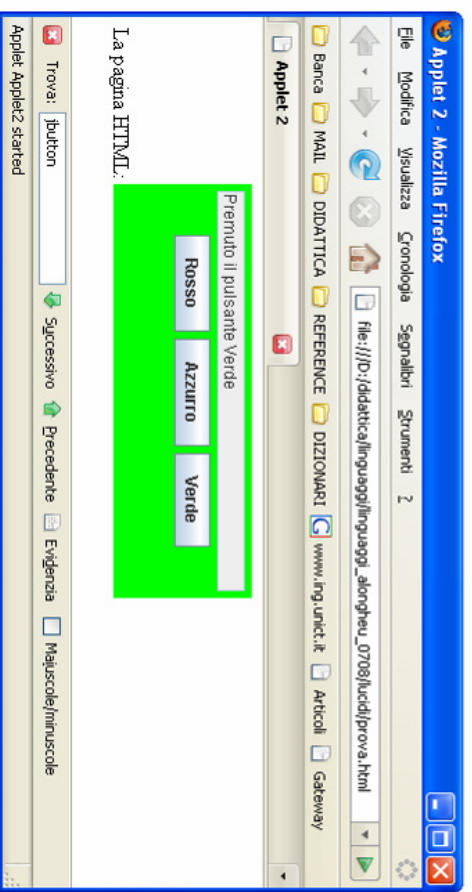 Applet 2 - Mozilla Firefox
File Modifica Visualizza Cronologia Segnalibri Strumenti ?
file:///D:/didattica/linguaggi/linguaggi_alongheu_0708/lucidi/prova.html
Banca MAIL DIDATTICA REFERENCE DIZIONARI G www.ing.unict.it Articoli Gateway
Applet 2
Premuto il pulsante Verde
Rosso Azzurro Verde
La pagina HTML:
Trova: jbutton Successivo Precedente Evidenzia Maiuscole/minuscole
Applet Applet2 started